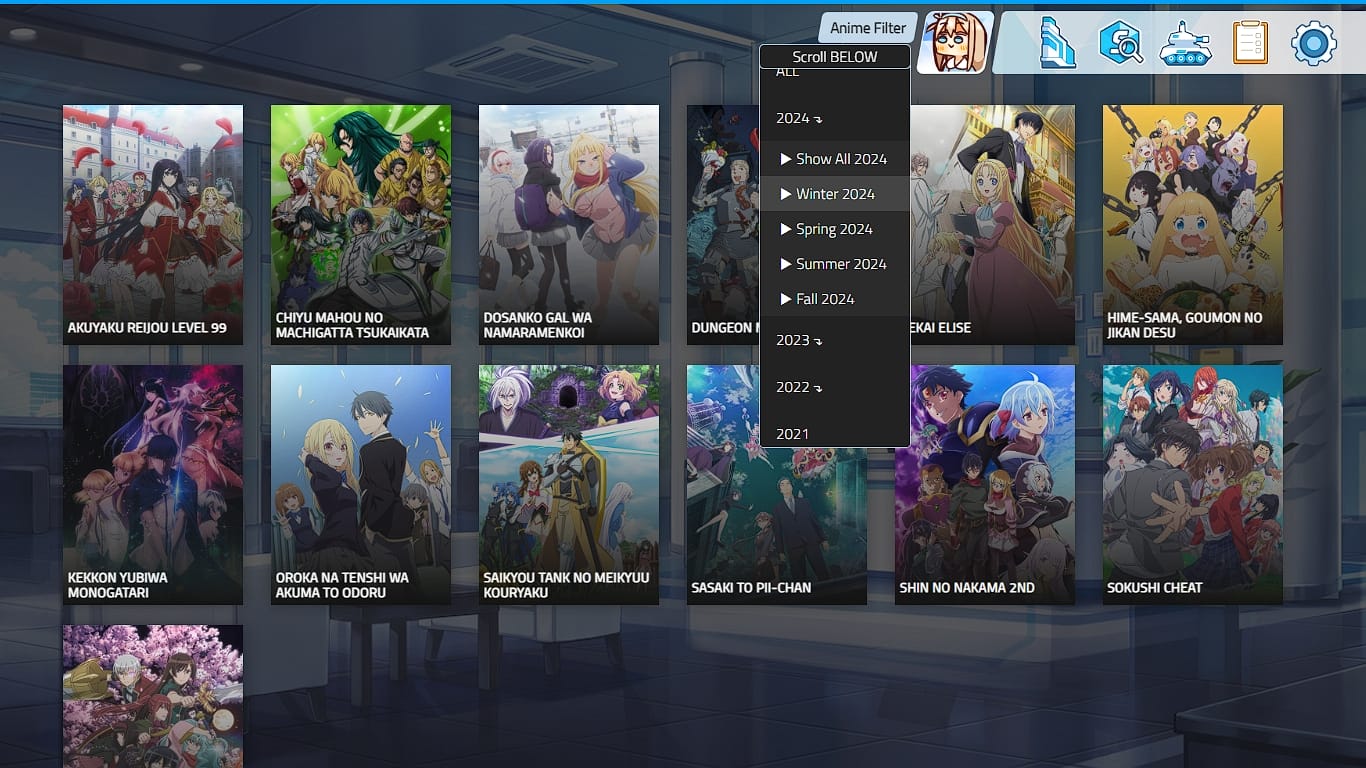 Anime Filter
Scroll BELOW
ALL
2024
Show All 2024
Winter 2024
Spring 2024
Summer 2024
Fall 2024
2023
2022
2021
AKUYAKU REIJOU LEVEL 99
CHIYU MAHOU NO
MACHIGATTA TSUKAIKATA
DOSANKO GAL WA
NAMARAMENKOI
DUNGEON
EKAI ELISE
HIME-SAMA, GOUMON NO
JIKAN DESU
KEKKON YUBIWA
MONOGATARI
OROKA NA TENSHI WA
AKUMA TO ODORU
SAIKYOU TANK NO MEIKYUU
KOURYAKU
SASAKI TO PII-CHAN
SHIN NO NAKAMA 2ND
SOKUSHI CHEAT